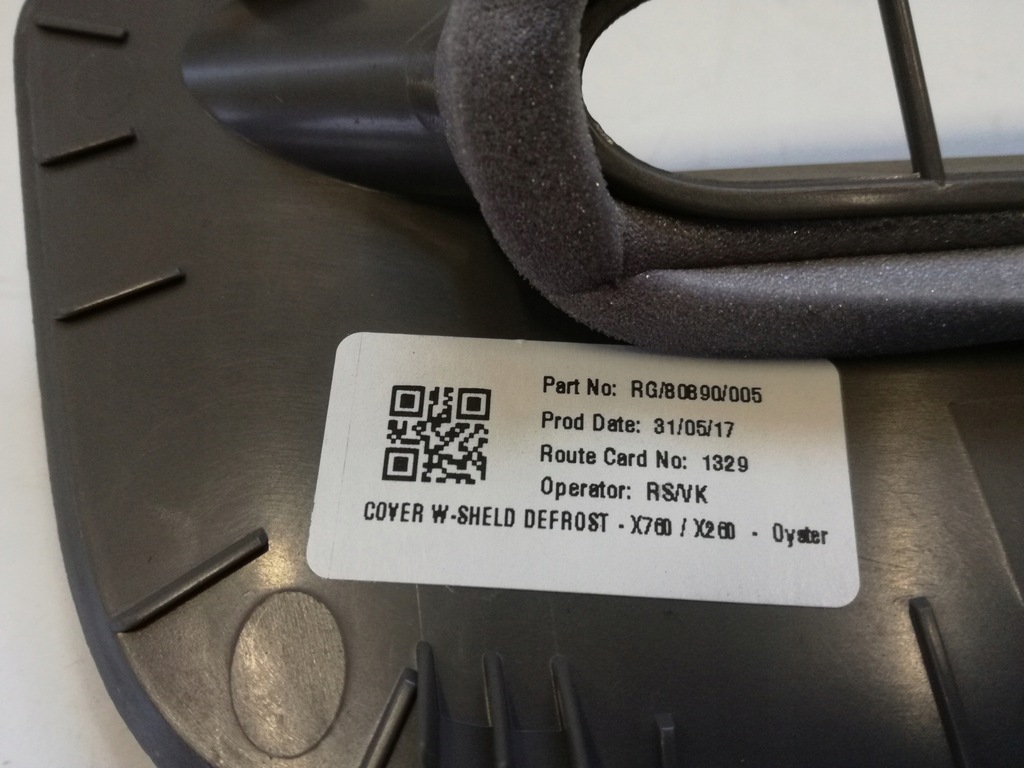 Part No: RG/80890/005
Prod Date: 31/05/17
Route Card No: 1329
Operator: RS/VK
COVER W-SHELD DEFROST - X760 / X260 - Oyster